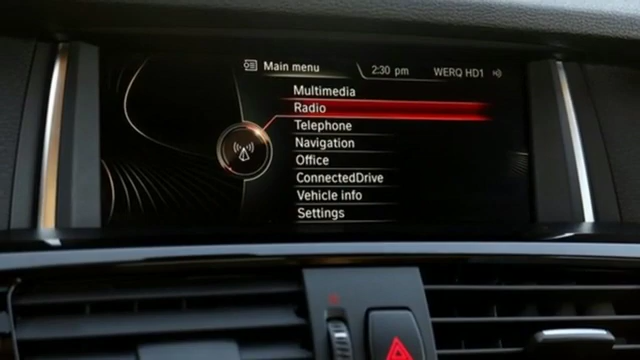 Main menu 2:30 pm WERQ HD1
Multimedia
Radio
Telephone
Navigation
Office
ConnectedDrive
Vehicle info
Settings